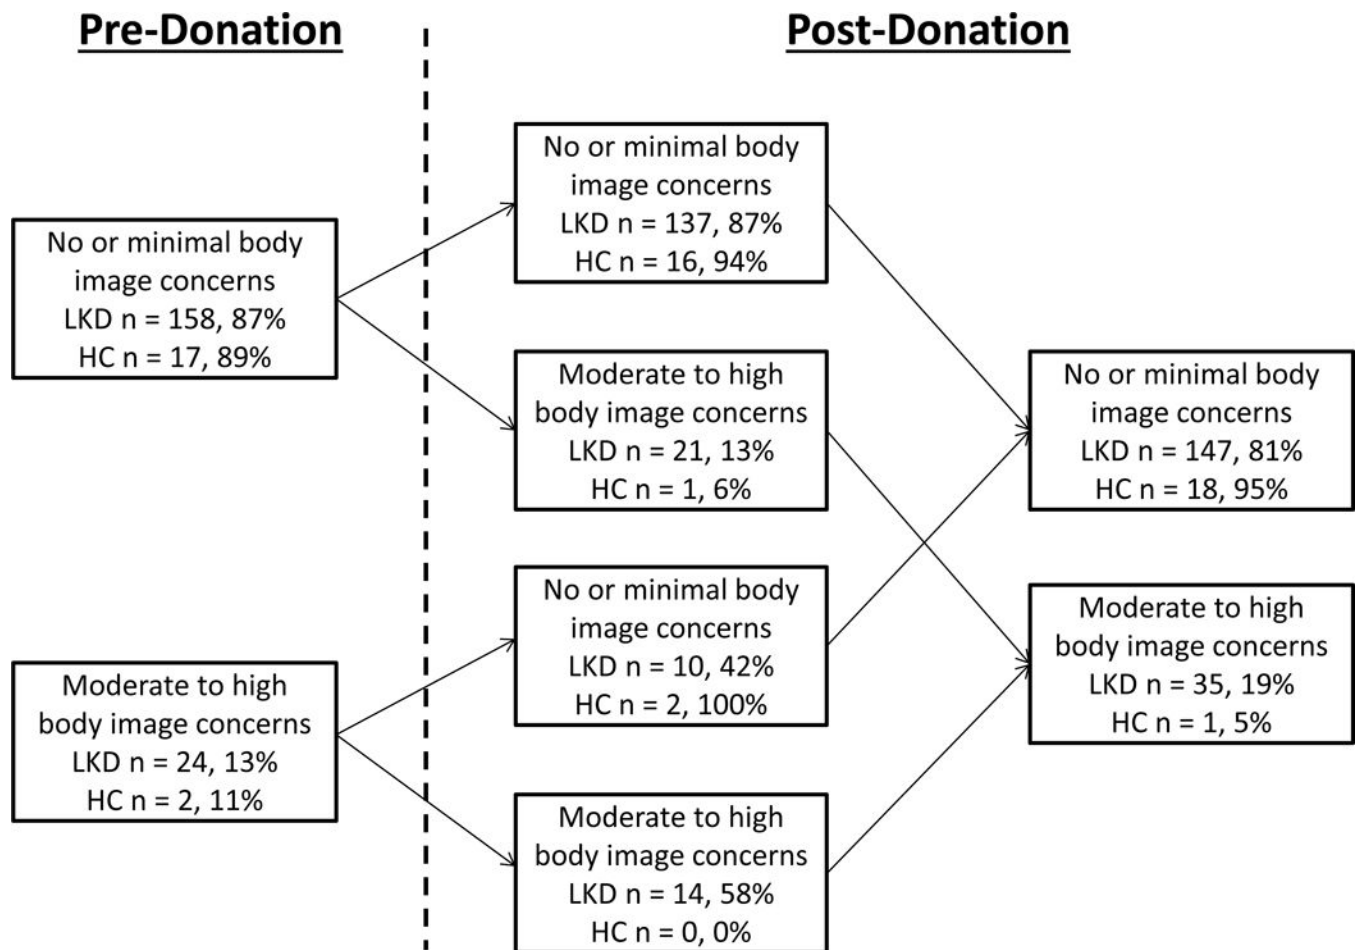 Pre-Donation
Post-Donation
No or minimal body
image concerns
LKD n = 158, 87%
HC n = 17, 89%
Moderate to high
body image concerns
LKD n = 24, 13%
HC n = 2, 11%
No or minimal body
image concerns
LKD n = 137, 87%
HC n = 16, 94%
Moderate to high
body image concerns
LKD n = 21, 13%
HC n = 1, 6%
No or minimal body
image concerns
LKD n = 10, 42%
HC n = 2, 100%
Moderate to high
body image concerns
LKD n = 14, 58%
HC n = 0, 0%
No or minimal body
image concerns
LKD n = 147, 81%
HC n = 18, 95%
Moderate to high
body image concerns
LKD n = 35, 19%
HC n = 1, 5%